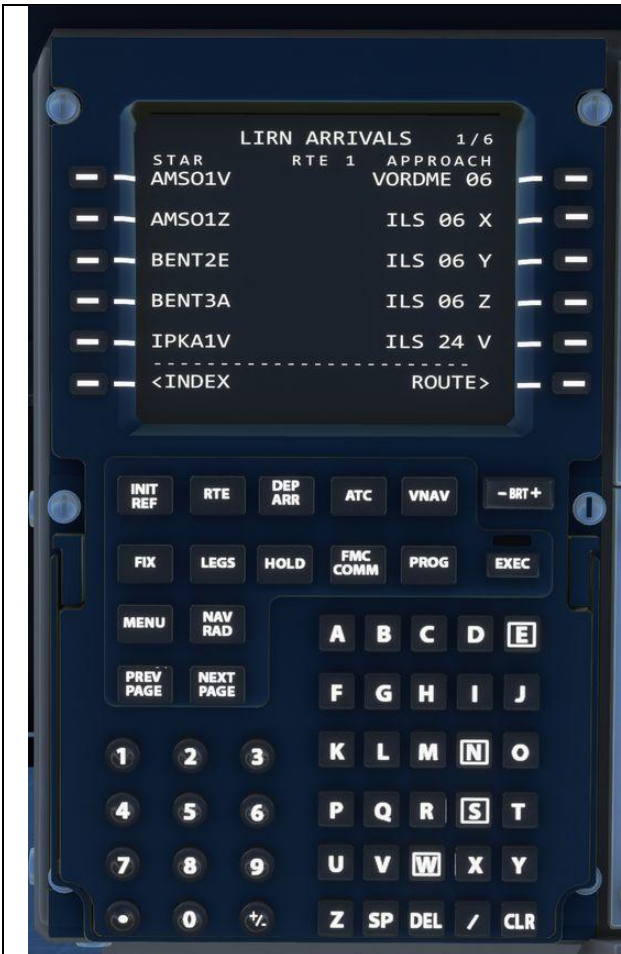 LIRN ARRIVALS 1/6
STAR RTE 1 APPROACH
AMSO1V VORDME 06
AMSO1Z ILS 06 X
BENT2E ILS 06 Y
BENT3A ILS 06 Z
IPKA1V ILS 24 V
<INDEX ROUTE>
INIT REF RTE DEP ARR ATC VNAV - BRT +
FIX LEGS HOLD FMC COMM PROG EXEC
MENU NAV RAD
PREV PAGE NEXT PAGE
A B C D E
F G H I J
1 2 3 K L M N O
4 5 6 P Q R S T
7 8 9 U V W X Y
• 0 +/- Z SP DEL / CLR